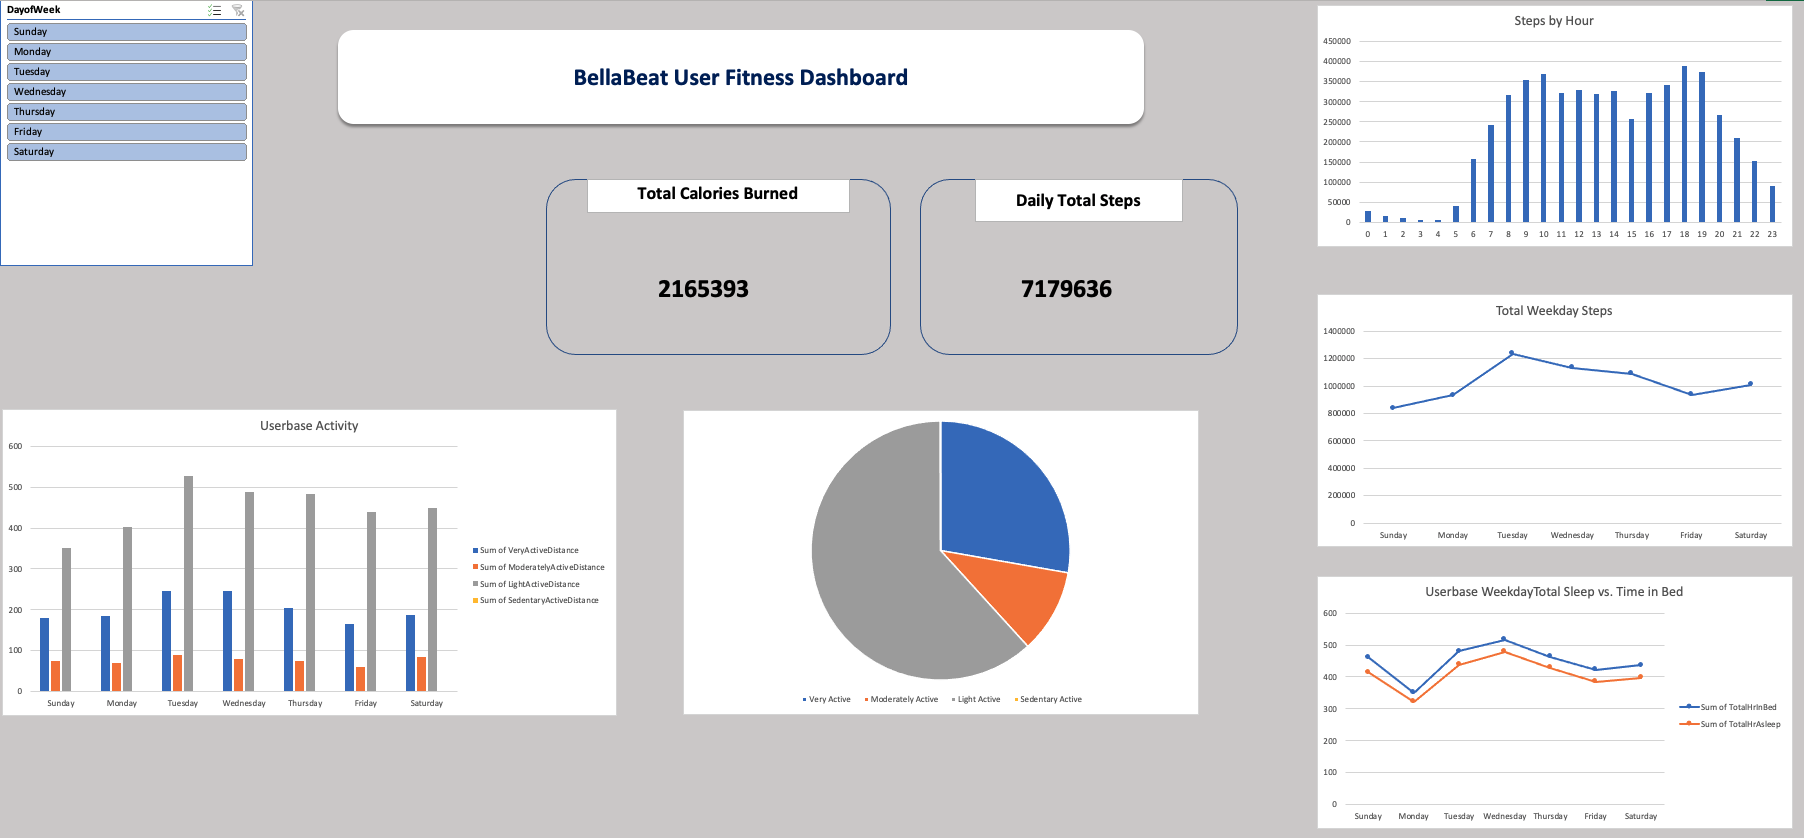 DayofWeek
Sunday
Monday
Tuesday
Wednesday
Thursday
Friday
Saturday
BellaBeat User Fitness Dashboard
Total Calories Burned
2165393
Daily Total Steps
7179636
Steps by Hour
450000
400000
350000
300000
250000
200000
150000
100000
50000
0
0 1 2 3 4 5 6 7 8 9 10 11 12 13 14 15 16 17 18 19 20 21 22 23
Total Weekday Steps
1400000
1200000
1000000
800000
600000
400000
200000
0
Sunday Monday Tuesday Wednesday Thursday Friday Saturday
Userbase Activity
600
500
400
300
200
100
0
Sunday Monday Tuesday Wednesday Thursday Friday Saturday
Sum of VeryActiveDistance
Sum of ModeratelyActiveDistance
Sum of LightActiveDistance
Sum of SedentaryActiveDistance
Very Active Moderately Active Light Active Sedentary Active
Userbase WeekdayTotal Sleep vs. Time in Bed
600
500
400
300
200
100
0
Sunday Monday Tuesday Wednesday Thursday Friday Saturday
Sum of TotalHrInBed
Sum of TotalHrAsleep